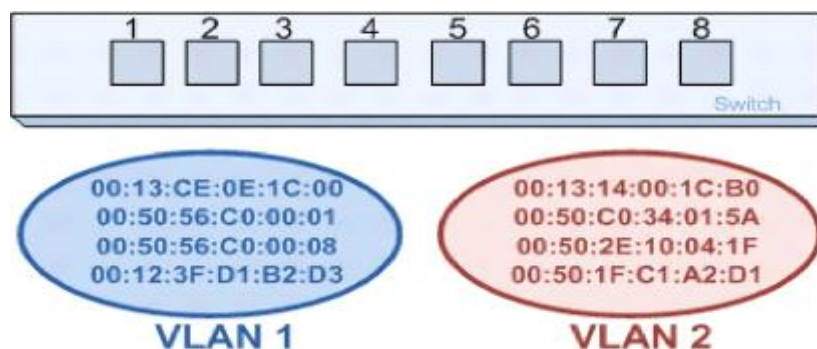 1 2 3 4 5 6 7 8
Switch
00:13:CE:0E:1C:00
00:50:56:C0:00:01
00:50:56:C0:00:08
00:12:3F:D1:B2:D3
VLAN 1
00:13:14:00:1C:B0
00:50:C0:34:01:5A
00:50:2E:10:04:1F
00:50:1F:C1:A2:D1
VLAN 2